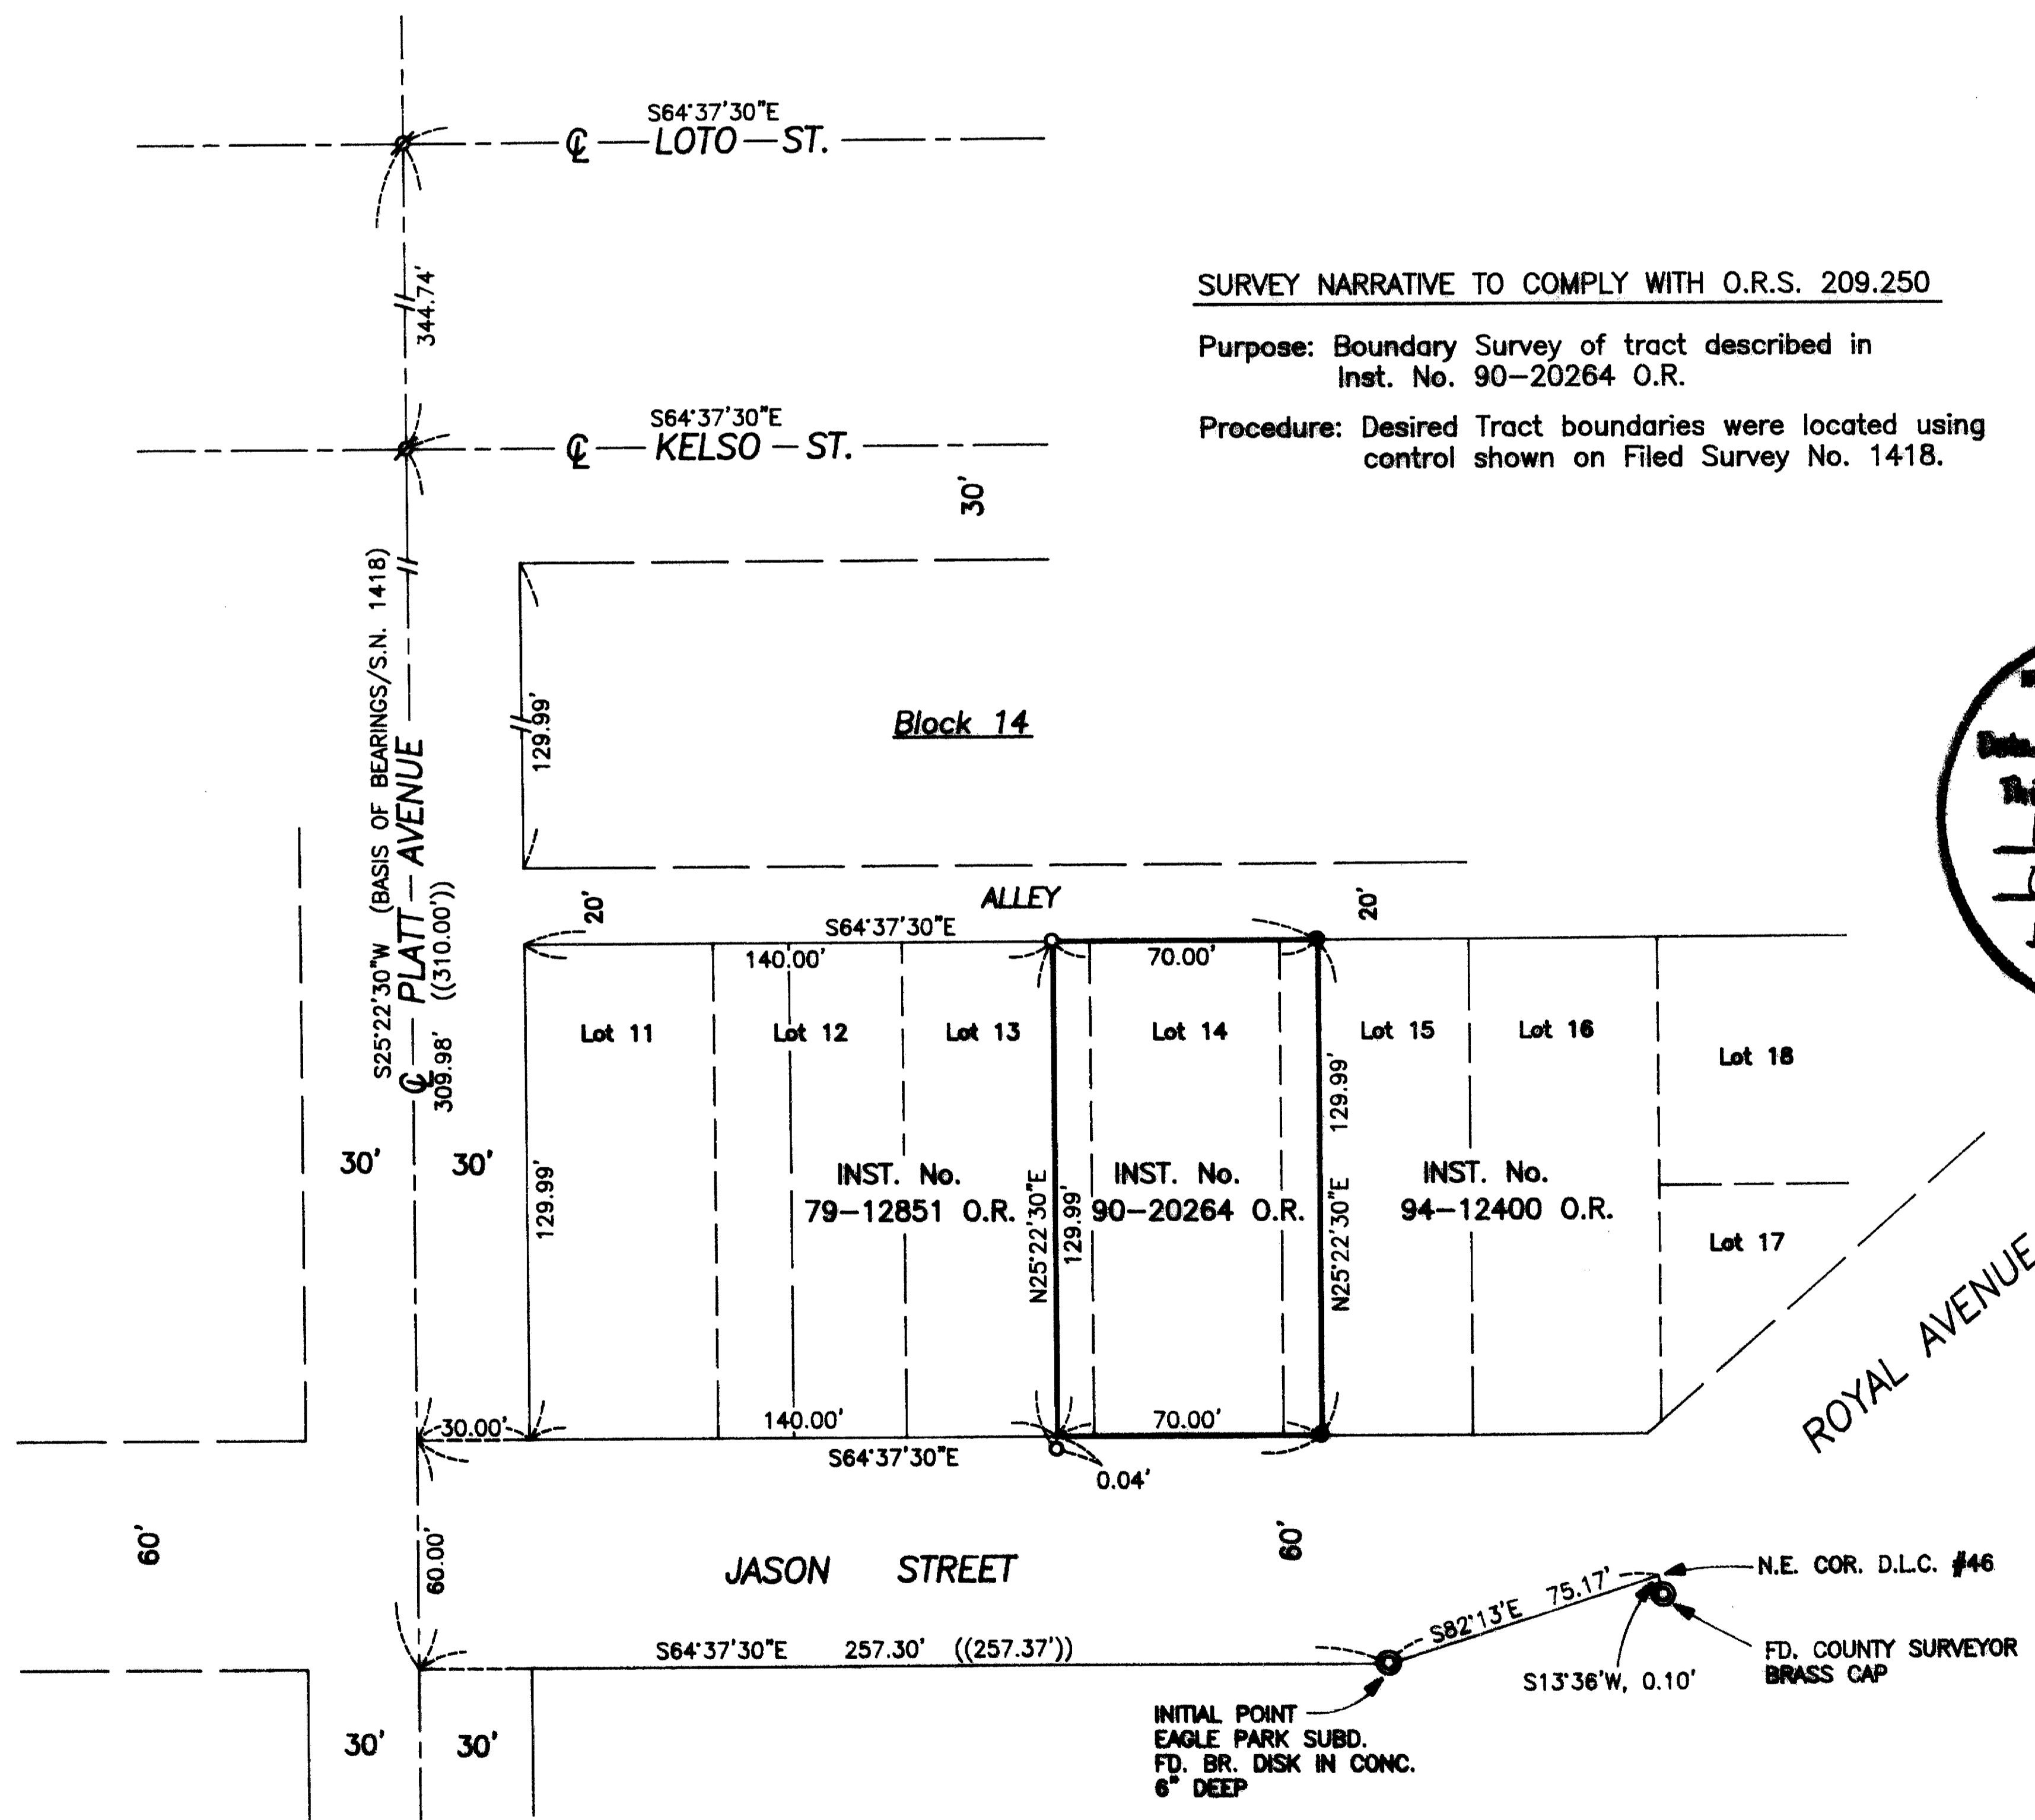 S64°37'30"E
℄ LOTO ST.
344.74'
SURVEY NARRATIVE TO COMPLY WITH O.R.S. 209.250
Purpose: Boundary Survey of tract described in
Inst. No. 90-20264 O.R.
Procedure: Desired Tract boundaries were located using
control shown on Filed Survey No. 1418.
S64°37'30"E
℄ KELSO ST.
30'
S25°22'30"W (BASIS OF BEARINGS/S.N. 1418)
℄ PLATT AVENUE
309.98' ((310.00'))
129.99'
Block 14
ALLEY
20'
20'
S64°37'30"E
140.00'
70.00'
Lot 11
Lot 12
Lot 13
Lot 14
Lot 15
Lot 16
Lot 18
Lot 17
30'
30'
129.99'
INST. No.
79-12851 O.R.
N25°22'30"E
129.99'
INST. No.
90-20264 O.R.
129.99'
N25°22'30"E
INST. No.
94-12400 O.R.
ROYAL AVENUE
30.00'
140.00'
70.00'
S64°37'30"E
0.04'
60'
60.00'
JASON STREET
60'
N.E. COR. D.L.C. #46
S82°13'E 75.17'
FD. COUNTY SURVEYOR
BRASS CAP
S13°36'W, 0.10'
S64°37'30"E 257.30' ((257.37'))
INITIAL POINT
EAGLE PARK SUBD.
FD. BR. DISK IN CONC.
6" DEEP
30'
30'